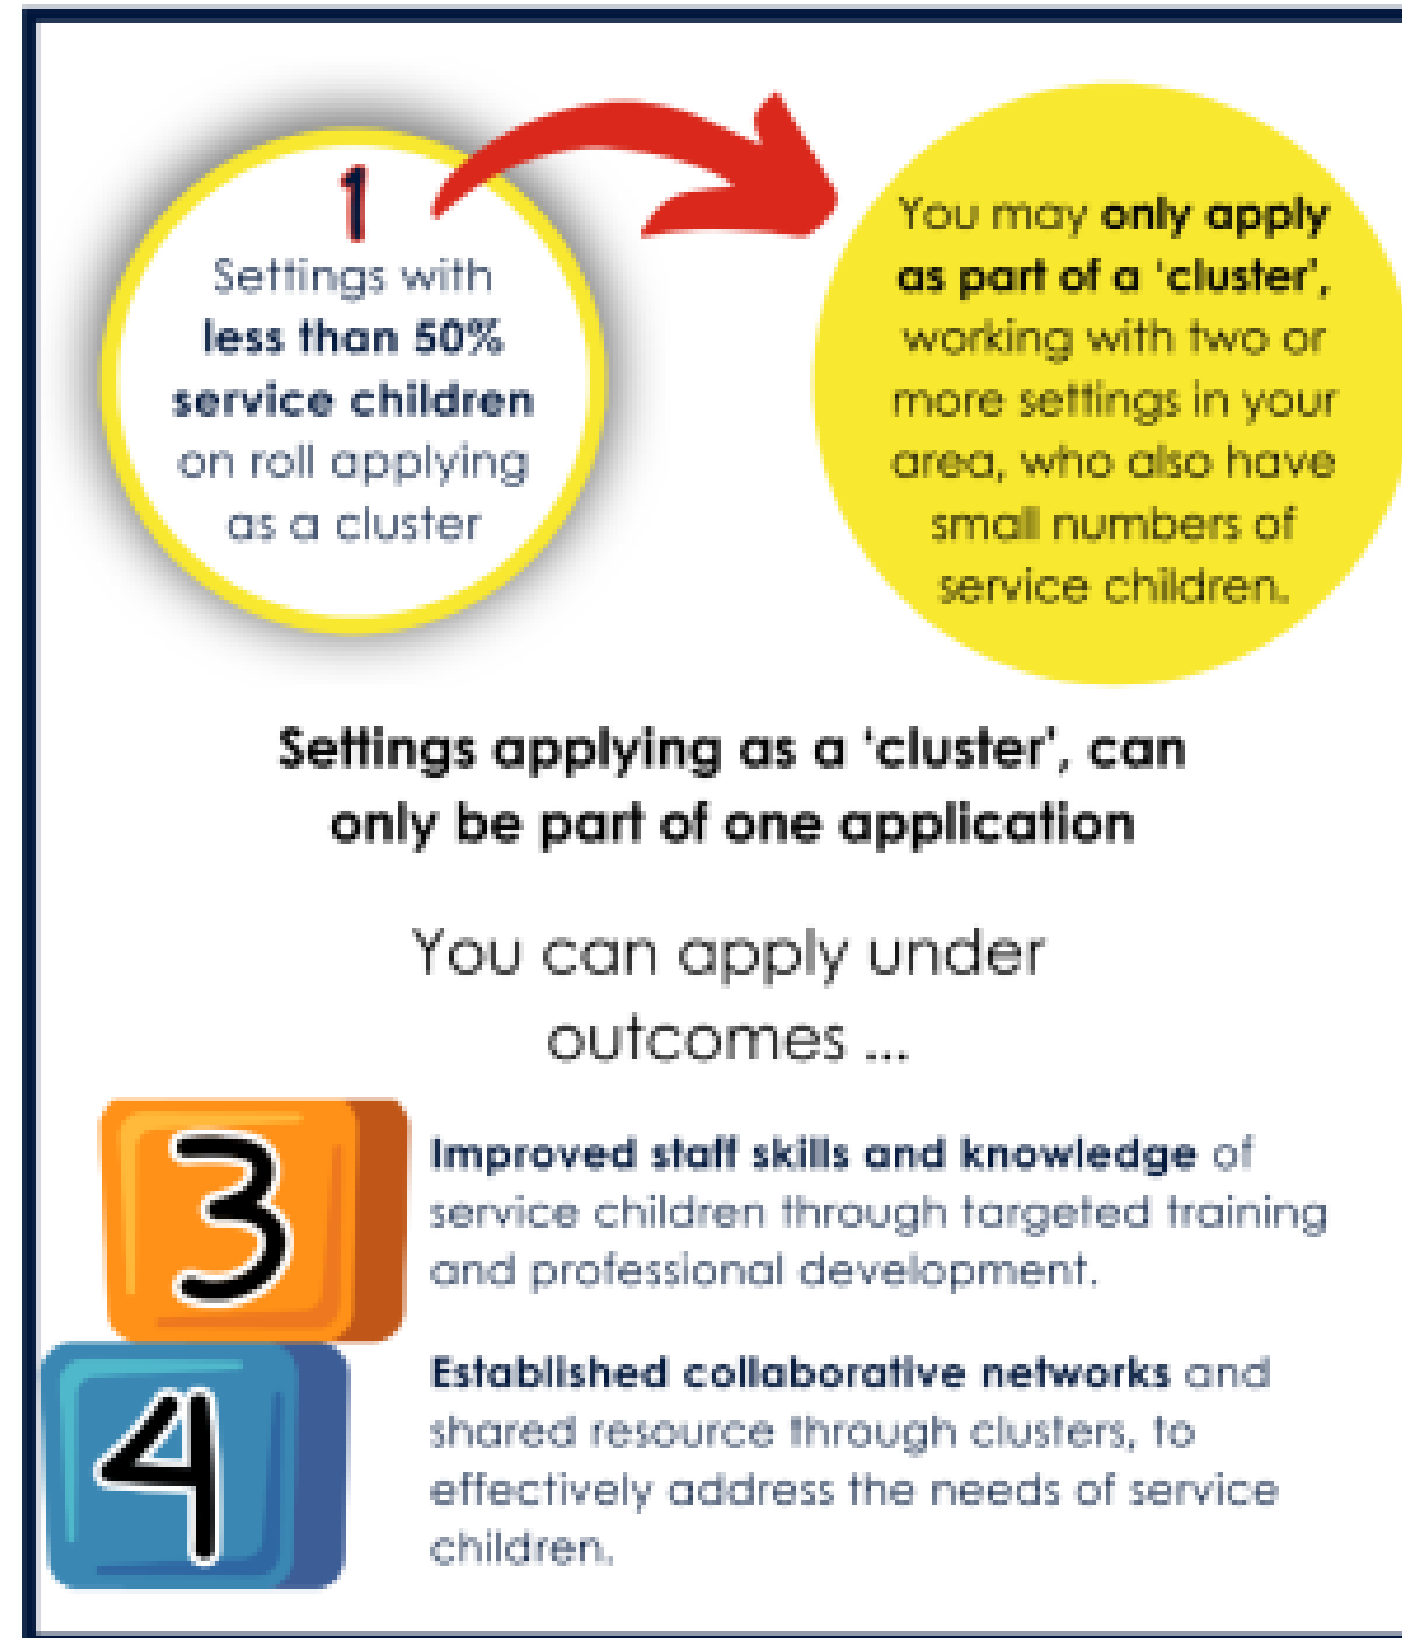 1
Settings with
less than 50%
service children
on roll applying
as a cluster
You may only apply
as part of a ‘cluster’,
working with two or
more settings in your
area, who also have
small numbers of
service children.
Settings applying as a ‘cluster’, can
only be part of one application
You can apply under
outcomes ...
3
Improved staff skills and knowledge of
service children through targeted training
and professional development.
4
Established collaborative networks and
shared resource through clusters, to
effectively address the needs of service
children.